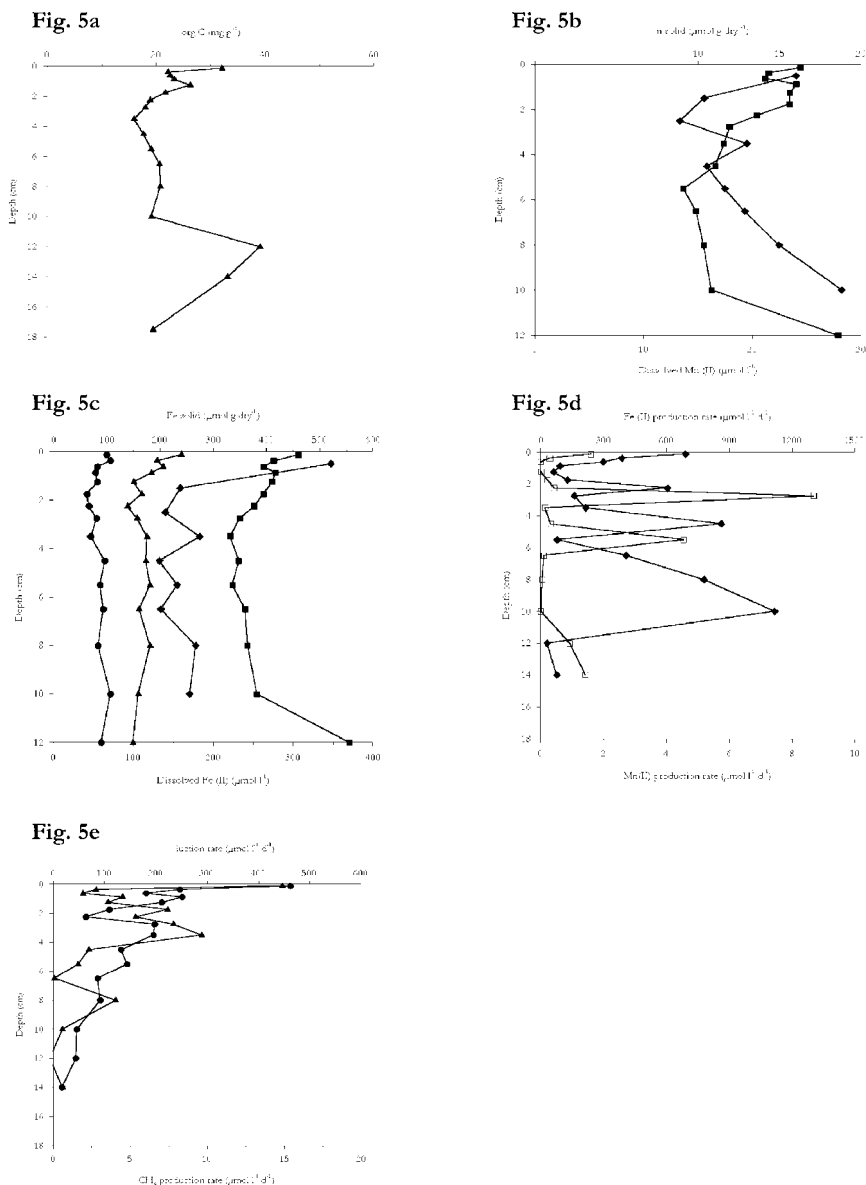 Fig. 5a
org C (mg g⁻¹)
0 20 40 60
0
2
4
6
8
10
12
14
16
18
Depth (cm)
Fig. 5b
n solid (μmol g dry⁻¹)
10 15 20
0
2
4
6
8
10
12
Depth (cm)
10 20
Dissolved Mn (II) (μmol l⁻¹)
Fig. 5c
Fe solid (μmol g dry⁻¹)
0 100 200 300 400 500 600
0
2
4
6
8
10
12
Depth (cm)
0 100 200 300 400
Dissolved Fe (II) (μmol l⁻¹)
Fig. 5d
Fe (II) production rate (μmol l⁻¹ d⁻¹)
0 300 600 900 1200 1500
0
2
4
6
8
10
12
14
16
18
Depth (cm)
0 2 4 6 8 10
Mn(II) production rate (μmol l⁻¹ d⁻¹)
Fig. 5e
duction rate (μmol l⁻¹ d⁻¹)
0 100 200 300 400 500 600
0
2
4
6
8
10
12
14
16
18
Depth (cm)
0 5 10 15 20
CH₄ production rate (μmol l⁻¹ d⁻¹)